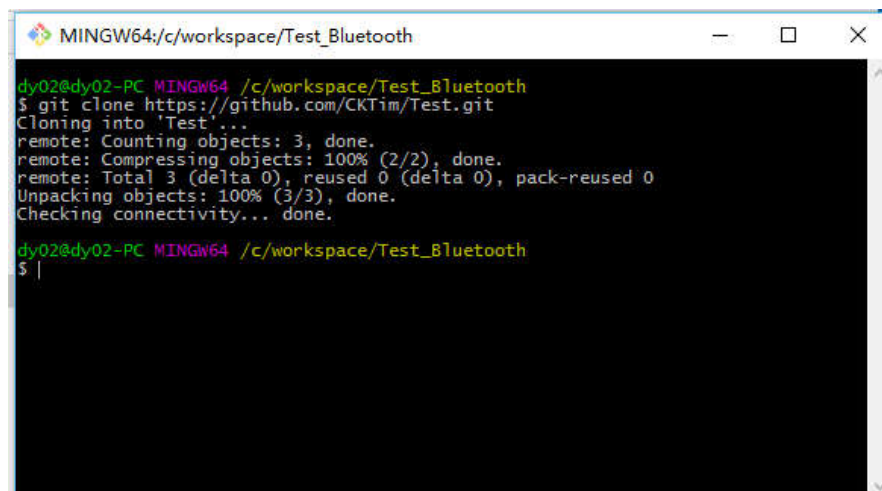 MINGW64:/c/workspace/Test_Bluetooth
dy02@dy02-PC MINGW64 /c/workspace/Test_Bluetooth
$ git clone https://github.com/CKTim/Test.git
Cloning into 'Test'...
remote: Counting objects: 3, done.
remote: Compressing objects: 100% (2/2), done.
remote: Total 3 (delta 0), reused 0 (delta 0), pack-reused 0
Unpacking objects: 100% (3/3), done.
Checking connectivity... done.
dy02@dy02-PC MINGW64 /c/workspace/Test_Bluetooth
$